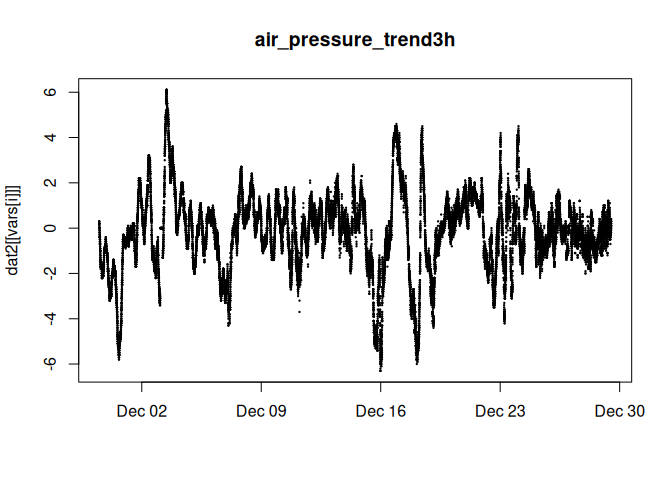 air_pressure_trend3h
dat2[[vars[i]]]
6
4
2
0
-2
-4
-6
Dec 02
Dec 09
Dec 16
Dec 23
Dec 30